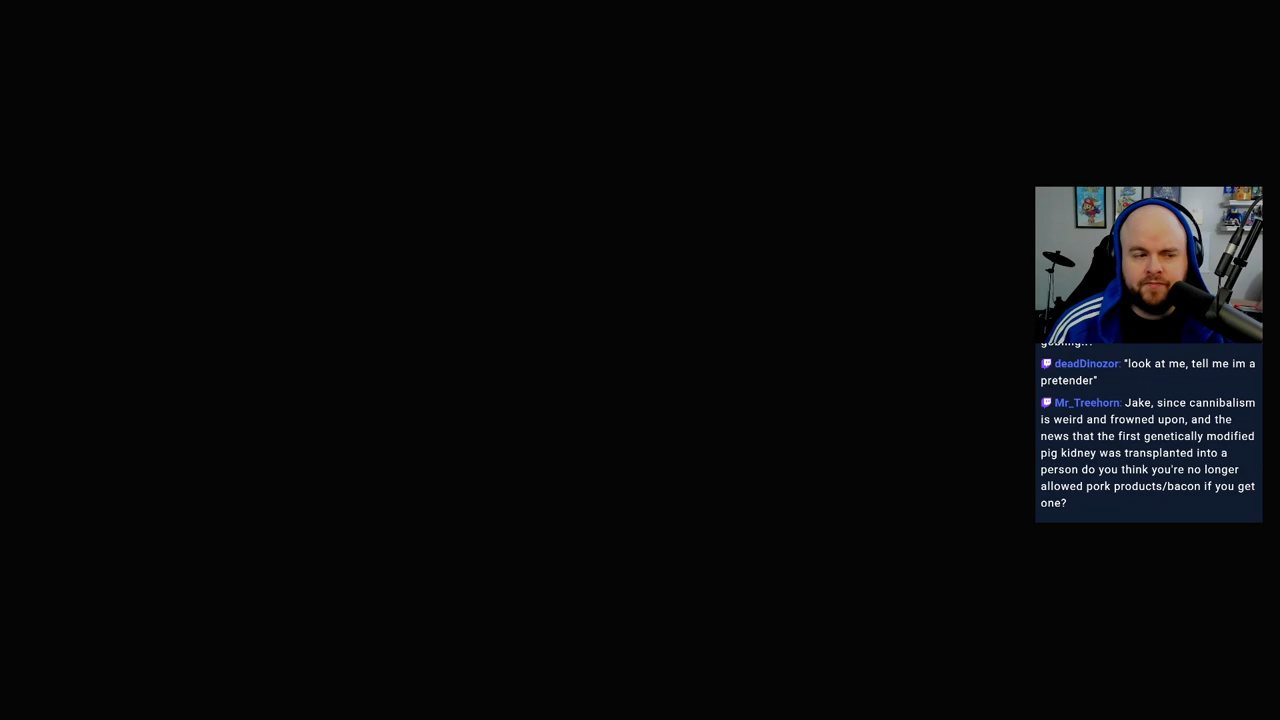 deadDinozor: "look at me, tell me im a
pretender"
Mr_Treehorn: Jake, since cannibalism
is weird and frowned upon, and the
news that the first genetically modified
pig kidney was transplanted into a
person do you think you're no longer
allowed pork products/bacon if you get
one?